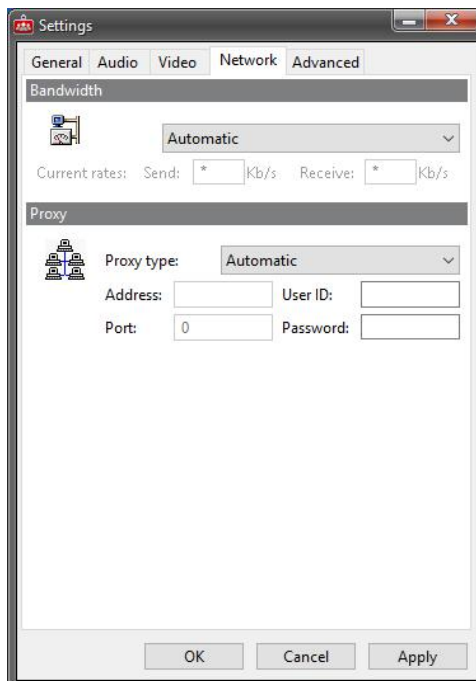 Settings
General Audio Video Network Advanced
Bandwidth
Automatic
Current rates: Send: * Kb/s Receive: * Kb/s
Proxy
Proxy type: Automatic
Address: User ID:
Port: 0 Password:
OK Cancel Apply